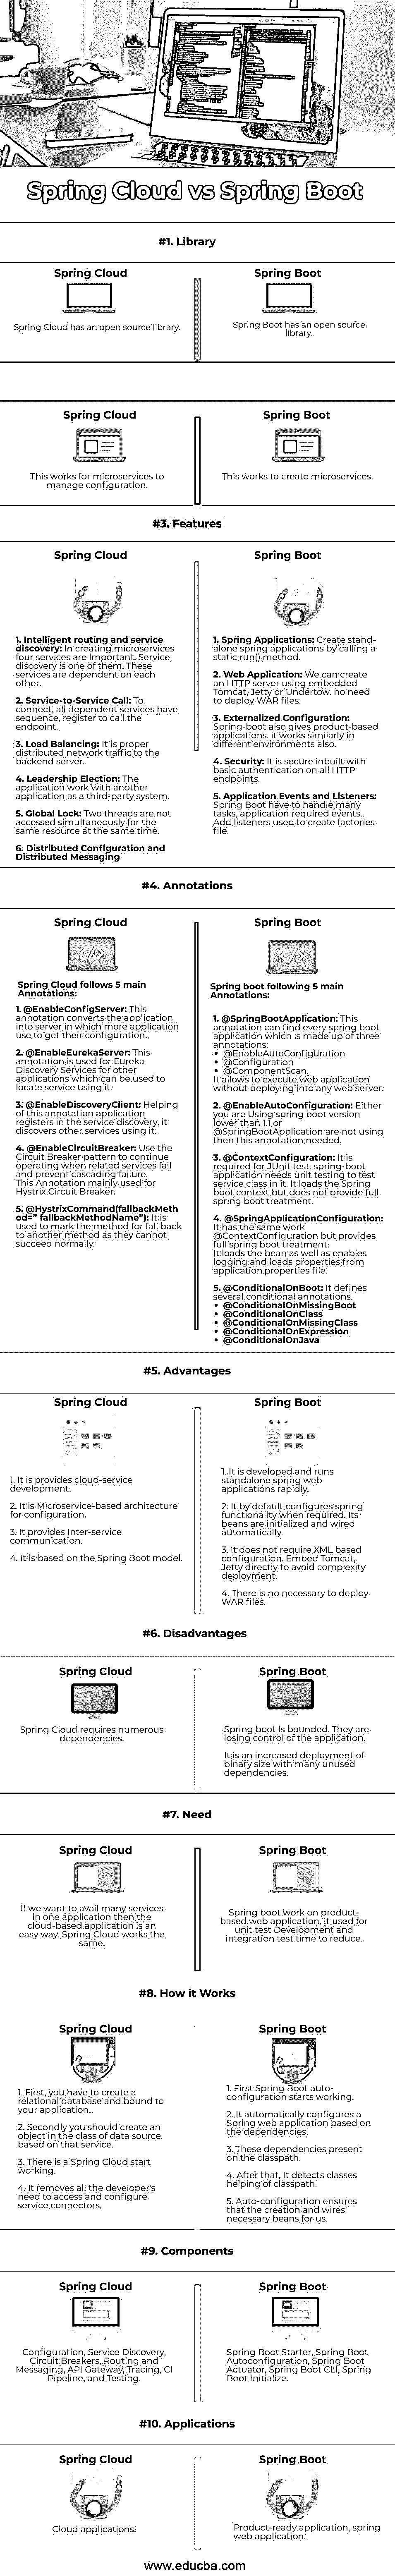 Spring Cloud vs Spring Boot
#1. Library
Spring Cloud
Spring Cloud has an open source library.
Spring Boot
Spring Boot has an open source
library.
Spring Cloud
This works for microservices to
manage configuration.
Spring Boot
This works to create microservices.
#3. Features
Spring Cloud
1. Intelligent routing and service
discovery: In creating microservices
four services are important. Service
discovery is one of them. These
services are dependent on each
other.
2. Service-to-Service Call: To
connect, all dependent services have
sequence, register to call the
endpoint.
3. Load Balancing: It is proper
distributed network traffic to the
backend server.
4. Leadership Election: The
application work with another
application as a third-party system.
5. Global Lock: Two threads are not
accessed simultaneously for the
same resource at the same time.
6. Distributed Configuration and
Distributed Messaging
Spring Boot
1. Spring Applications: Create stand-
alone spring applications by calling a
static run() method.
2. Web Application: We can create
an HTTP server using embedded
Tomcat, Jetty or Undertow. no need
to deploy WAR files.
3. Externalized Configuration:
Spring-boot also gives product-based
applications. it works similarly in
different environments also.
4. Security: It is secure inbuilt with
basic authentication on all HTTP
endpoints.
5. Application Events and Listeners:
Spring Boot have to handle many
tasks, application required events.
Add listeners used to create factories
file.
#4. Annotations
Spring Cloud
Spring Cloud follows 5 main
Annotations:
1. @EnableConfigServer: This
annotation converts the application
into server in which more application
use to get their configuration.
2. @EnableEurekaServer: This
annotation is used for Eureka
Discovery Services for other
applications which can be used to
locate service using it.
3. @EnableDiscoveryClient: Helping
of this annotation application
registers in the service discovery, it
discovers other services using it.
4. @EnableCircuitBreaker: Use the
Circuit Breaker pattern to continue
operating when related services fail
and prevent cascading failure.
This Annotation mainly used for
Hystrix Circuit Breaker.
5. @HystrixCommand(fallbackMeth
od=" fallbackMethodName"): It is
used to mark the method for fall back
to another method as they cannot
succeed normally.
Spring Boot
Spring boot following 5 main
Annotations:
1. @SpringBootApplication: This
annotation can find every spring boot
application which is made up of three
annotations:
• @EnableAutoConfiguration
• @Configuration
• @ComponentScan.
It allows to execute web application
without deploying into any web server.
2. @EnableAutoConfiguration: Either
you are Using spring boot version
lower than 1.1 or
@SpringBootApplication are not using
then this annotation needed.
3. @ContextConfiguration: It is
required for JUnit test. spring-boot
application needs unit testing to test
service class in it. It loads the Spring
boot context but does not provide full
spring boot treatment.
4. @SpringApplicationConfiguration:
It has the same work
@ContextConfiguration but provides
full spring boot treatment.
It loads the bean as well as enables
logging and loads properties from
application.properties file.
5. @ConditionalOnBoot: It defines
several conditional annotations.
• @ConditionalOnMissingBoot
• @ConditionalOnClass
• @ConditionalOnMissingClass
• @ConditionalOnExpression
• @ConditionalOnJava
#5. Advantages
Spring Cloud
1. It is provides cloud-service
development.
2. It is Microservice-based architecture
for configuration.
3. It provides Inter-service
communication.
4. It is based on the Spring Boot model.
Spring Boot
1. It is developed and runs
standalone spring web
applications rapidly.
2. It by default configures spring
functionality when required. Its
beans are initialized and wired
automatically.
3. It does not require XML based
configuration. Embed Tomcat,
Jetty directly to avoid complexity
deployment.
4. There is no necessary to deploy
WAR files.
#6. Disadvantages
Spring Cloud
Spring Cloud requires numerous
dependencies.
Spring Boot
Spring boot is bounded. They are
losing control of the application.
It is an increased deployment of
binary size with many unused
dependencies.
#7. Need
Spring Cloud
If we want to avail many services
in one application then the
cloud-based application is an
easy way. Spring Cloud works the
same.
Spring Boot
Spring boot work on product-
based web application. It used for
unit test Development and
integration test time to reduce.
#8. How it Works
Spring Cloud
1. First, you have to create a
relational database and bound to
your application.
2. Secondly you should create an
object in the class of data source
based on that service.
3. There is a Spring Cloud start
working.
4. It removes all the developer's
need to access and configure
service connectors.
Spring Boot
1. First Spring Boot auto-
configuration starts working.
2. It automatically configures a
Spring web application based on
the dependencies.
3. These dependencies present
on the classpath.
4. After that, It detects classes
helping of classpath.
5. Auto-configuration ensures
that the creation and wires
necessary beans for us.
#9. Components
Spring Cloud
Configuration, Service Discovery,
Circuit Breakers, Routing and
Messaging, API Gateway, Tracing, CI
Pipeline, and Testing.
Spring Boot
Spring Boot Starter, Spring Boot
Autoconfiguration, Spring Boot
Actuator, Spring Boot CLI, Spring
Boot Initialize.
#10. Applications
Spring Cloud
Cloud applications.
Spring Boot
Product-ready application, spring
web application.
www.educba.com